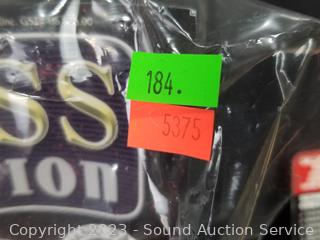 184.
5375
SS
ion
Copyright 2023 - Sound Auction Service